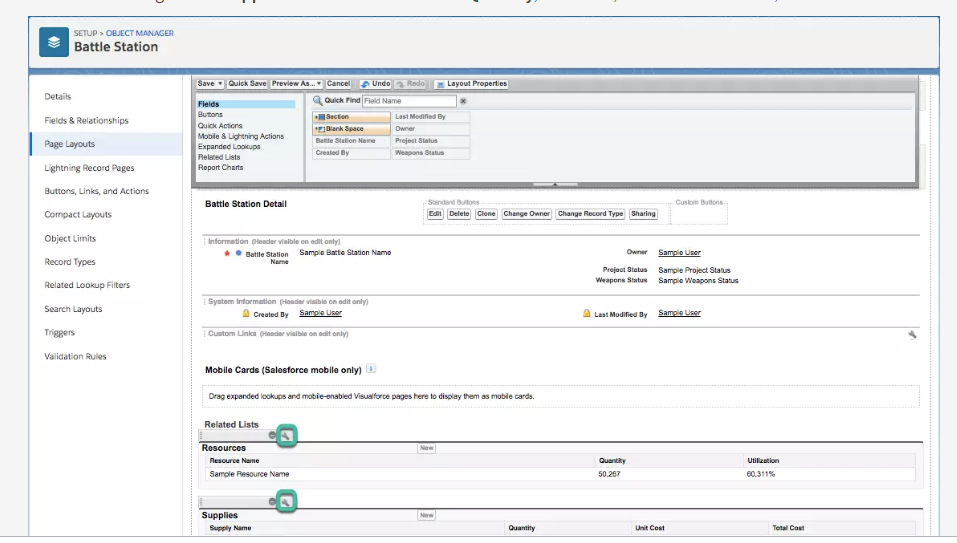 SETUP > OBJECT MANAGER
Battle Station
Details
Fields & Relationships
Page Layouts
Lightning Record Pages
Buttons, Links, and Actions
Compact Layouts
Object Limits
Record Types
Related Lookup Filters
Search Layouts
Triggers
Validation Rules
Save Quick Save Preview As... Cancel Undo Redo Layout Properties
Fields
Buttons
Quick Actions
Mobile & Lightning Actions
Expanded Lookups
Related Lists
Report Charts
Quick Find Field Name
Section Last Modified By
Blank Space Owner
Battle Station Name Project Status
Created By Weapons Status
Battle Station Detail
Standard Buttons
Edit Delete Clone Change Owner Change Record Type Sharing
Custom Buttons
Information (Header visible on edit only)
Battle Station Name Sample Battle Station Name
Owner Sample User
Project Status Sample Project Status
Weapons Status Sample Weapons Status
System Information (Header visible on edit only)
Created By Sample User Last Modified By Sample User
Custom Links (Header visible on edit only)
Mobile Cards (Salesforce mobile only) i
Drag expanded lookups and mobile-enabled Visualforce pages here to display them as mobile cards.
Related Lists
Resources New
Resource Name Quantity Utilization
Sample Resource Name 50,267 60,311%
Supplies New
Supply Name Quantity Unit Cost Total Cost